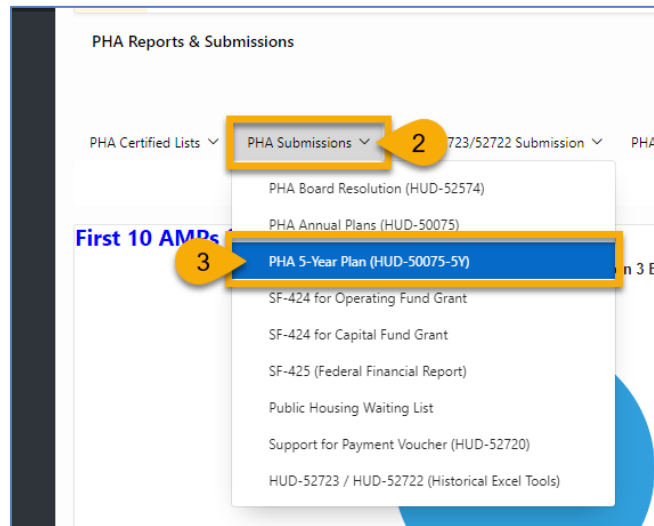 PHA Reports & Submissions
PHA Certified Lists PHA Submissions 2 723/52722 Submission PHA
PHA Board Resolution (HUD-52574)
PHA Annual Plans (HUD-50075)
First 10 AMPs
3 PHA 5-Year Plan (HUD-50075-5Y)
n 3 E
SF-424 for Operating Fund Grant
SF-424 for Capital Fund Grant
SF-425 (Federal Financial Report)
Public Housing Waiting List
Support for Payment Voucher (HUD-52720)
HUD-52723 / HUD-52722 (Historical Excel Tools)